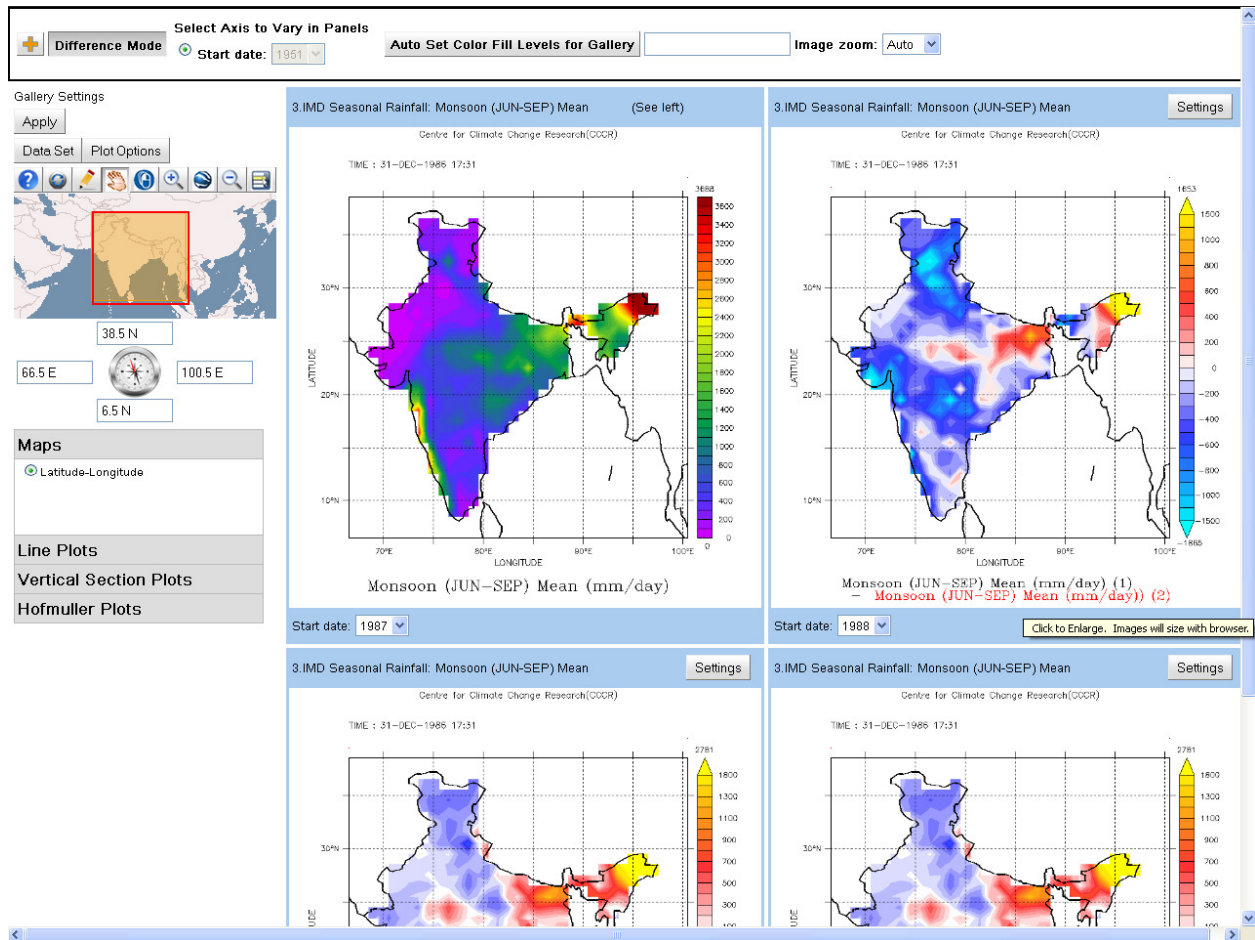 Difference Mode
Select Axis to Vary in Panels
Start date: 1951
Auto Set Color Fill Levels for Gallery
Image zoom: Auto
Gallery Settings
Apply
Data Set
Plot Options
38.5 N
66.5 E
100.5 E
6.5 N
Maps
Latitude-Longitude
Line Plots
Vertical Section Plots
Hofmuller Plots
3.IMD Seasonal Rainfall: Monsoon (JUN-SEP) Mean (See left)
Centre for Climate Change Research(CCCR)
TIME : 31-DEC-1986 17:31
3688
3600
3400
3200
3000
2800
2600
2400
2200
2000
1800
1600
1400
1200
1000
800
600
400
200
0
0
30°N
20°N
10°N
LATITUDE
70°E 80°E 90°E 100°E
LONGITUDE
Monsoon (JUN-SEP) Mean (mm/day)
Start date: 1987
3.IMD Seasonal Rainfall: Monsoon (JUN-SEP) Mean
Settings
Centre for Climate Change Research(CCCR)
TIME : 31-DEC-1986 17:31
1653
1500
1000
800
600
400
200
0
-200
-400
-600
-800
-1000
-1500
-1865
30°N
20°N
10°N
LATITUDE
70°E 80°E 90°E 100°E
LONGITUDE
Monsoon (JUN-SEP) Mean (mm/day) (1)
- Monsoon (JUN-SEP) Mean (mm/day)) (2)
Start date: 1988
Click to Enlarge. Images will size with browser.
3.IMD Seasonal Rainfall: Monsoon (JUN-SEP) Mean
Settings
Centre for Climate Change Research(CCCR)
TIME : 31-DEC-1986 17:31
2781
1800
1300
1100
900
700
500
300
100
30°N
3.IMD Seasonal Rainfall: Monsoon (JUN-SEP) Mean
Settings
Centre for Climate Change Research(CCCR)
TIME : 31-DEC-1986 17:31
2781
1800
1300
1100
900
700
500
300
100
30°N